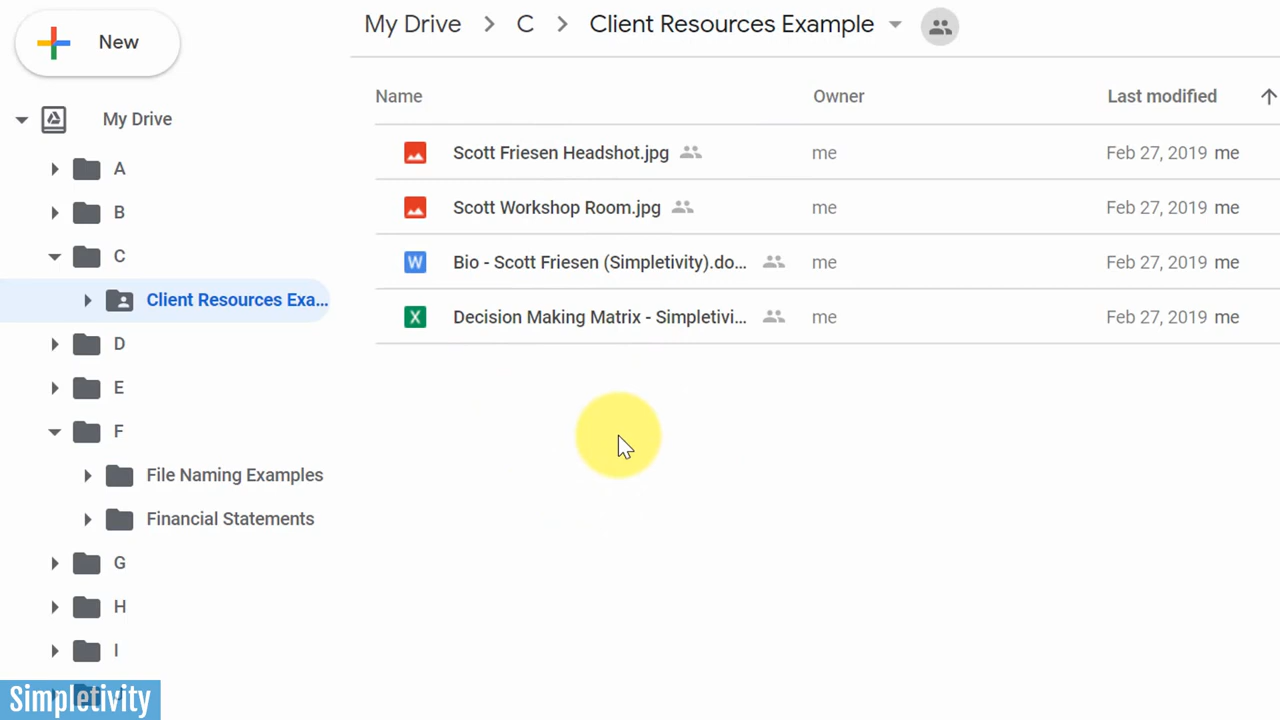 New
My Drive
A
B
C
Client Resources Exa...
D
E
F
File Naming Examples
Financial Statements
G
H
I
Simpletivity
My Drive > C > Client Resources Example
Name Owner Last modified
Scott Friesen Headshot.jpg me Feb 27, 2019 me
Scott Workshop Room.jpg me Feb 27, 2019 me
W Bio - Scott Friesen (Simpletivity).do... me Feb 27, 2019 me
X Decision Making Matrix - Simpletivi... me Feb 27, 2019 me